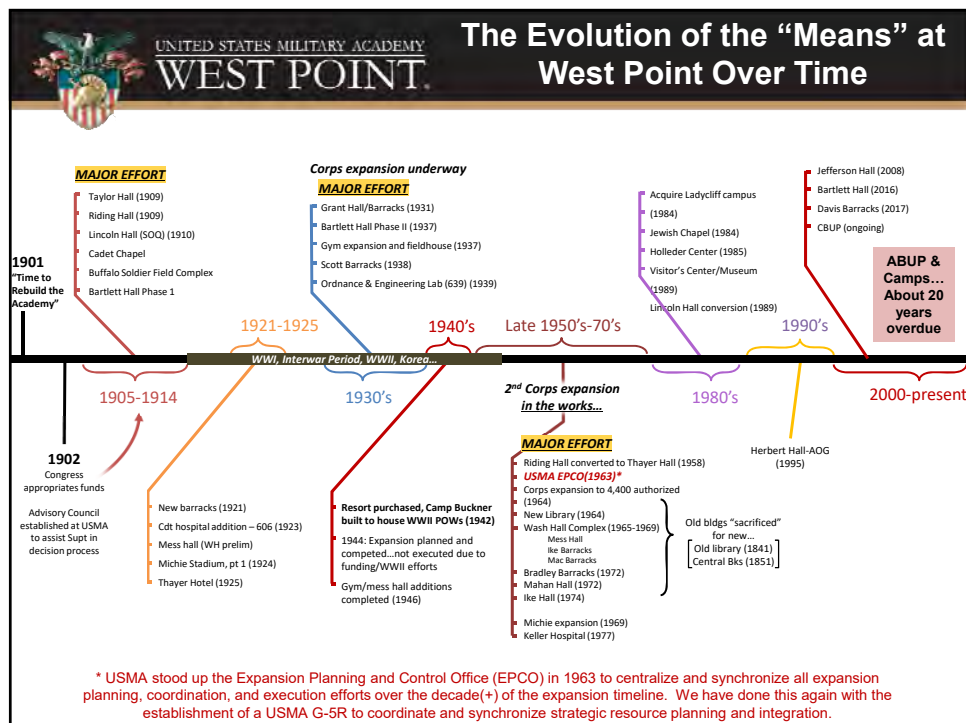 UNITED STATES MILITARY ACADEMY
WEST POINT.
The Evolution of the “Means” at
West Point Over Time
1901
“Time to
Rebuild the
Academy”
MAJOR EFFORT
Taylor Hall (1909)
Riding Hall (1909)
Lincoln Hall (SOQ) (1910)
Cadet Chapel
Buffalo Soldier Field Complex
Bartlett Hall Phase 1
Corps expansion underway
MAJOR EFFORT
Grant Hall/Barracks (1931)
Bartlett Hall Phase II (1937)
Gym expansion and fieldhouse (1937)
Scott Barracks (1938)
Ordnance & Engineering Lab (639) (1939)
Acquire Ladycliff campus
(1984)
Jewish Chapel (1984)
Holleder Center (1985)
Visitor’s Center/Museum
(1989)
Lincoln Hall conversion (1989)
Jefferson Hall (2008)
Bartlett Hall (2016)
Davis Barracks (2017)
CBUP (ongoing)
ABUP &
Camps…
About 20
years
overdue
1921-1925
1940’s
Late 1950’s-70’s
1990’s
WWI, Interwar Period, WWII, Korea…
1905-1914
1930’s
2nd Corps expansion
in the works…
1980’s
2000-present
1902
Congress
appropriates funds
Advisory Council
established at USMA
to assist Supt in
decision process
New barracks (1921)
Cdt hospital addition – 606 (1923)
Mess hall (WH prelim)
Michie Stadium, pt 1 (1924)
Thayer Hotel (1925)
Resort purchased, Camp Buckner
built to house WWII POWs (1942)
1944: Expansion planned and
competed…not executed due to
funding/WWII efforts
Gym/mess hall additions
completed (1946)
MAJOR EFFORT
Riding Hall converted to Thayer Hall (1958)
USMA EPCO(1963)*
Corps expansion to 4,400 authorized
(1964)
New Library (1964)
Wash Hall Complex (1965-1969)
Mess Hall
Ike Barracks
Mac Barracks
Bradley Barracks (1972)
Mahan Hall (1972)
Ike Hall (1974)
Michie expansion (1969)
Keller Hospital (1977)
Old bldgs “sacrificed”
for new…
Old library (1841)
Central Bks (1851)
Herbert Hall-AOG
(1995)
* USMA stood up the Expansion Planning and Control Office (EPCO) in 1963 to centralize and synchronize all expansion
planning, coordination, and execution efforts over the decade(+) of the expansion timeline.  We have done this again with the
establishment of a USMA G-5R to coordinate and synchronize strategic resource planning and integration.